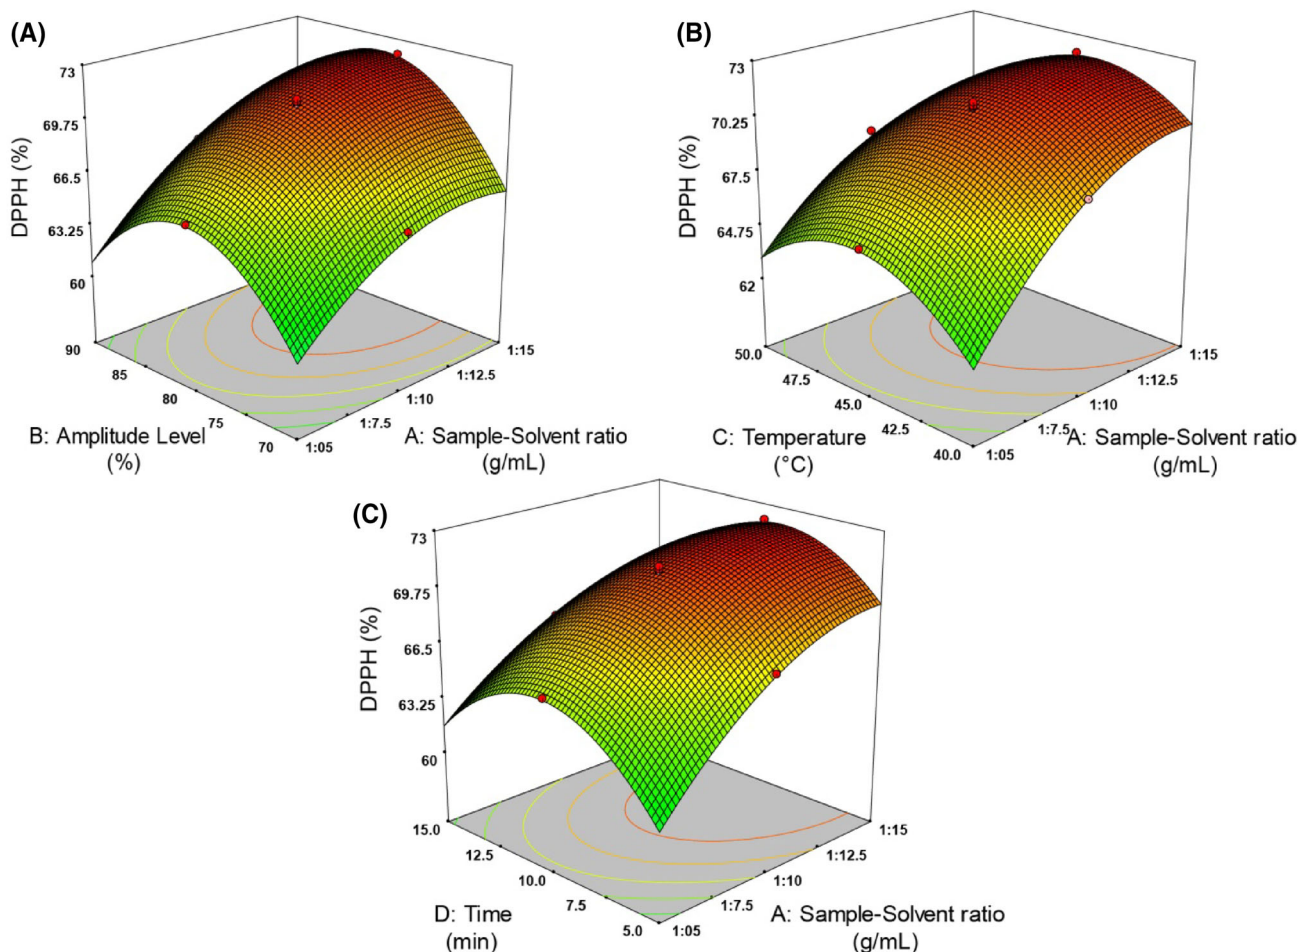 (A)
73
69.75
66.5
63.25
60
DPPH (%)
90
85
80
75
70
1:05
1:7.5
1:10
1:12.5
1:15
B: Amplitude Level
(%)
A: Sample-Solvent ratio
(g/mL)
(B)
73
70.25
67.5
64.75
62
DPPH (%)
50.0
47.5
45.0
42.5
40.0
1:05
1:7.5
1:10
1:12.5
1:15
C: Temperature
(°C)
A: Sample-Solvent ratio
(g/mL)
(C)
73
69.75
66.5
63.25
60
DPPH (%)
15.0
12.5
10.0
7.5
5.0
1:05
1:7.5
1:10
1:12.5
1:15
D: Time
(min)
A: Sample-Solvent ratio
(g/mL)